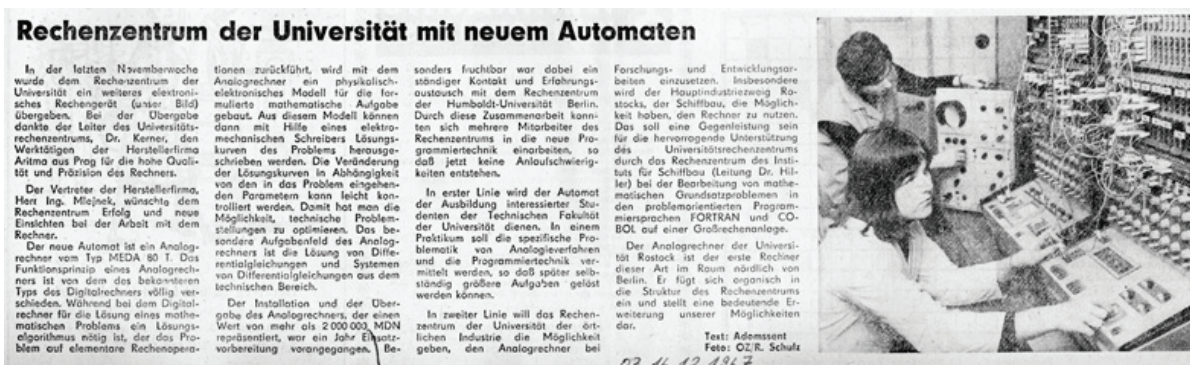 Rechenzentrum der Universität mit neuem Automaten
In der letzten Novemberwoche
wurde dem Rechenzentrum der
Universität ein weiteres elektroni-
sches Rechengerät (unser Bild)
übergeben. Bei der Übergabe
dankte der Leiter des Universitäts-
rechenzentrums, Dr. Kerner, den
Werktätigen der Herstellerfirma
Aritma aus Prag für die hohe Quali-
tät und Präzision des Rechners.
Der Vertreter der Herstellerfirma,
Herr Ing. Mlejnek, wünschte dem
Rechenzentrum Erfolg und neue
Einsichten bei der Arbeit mit dem
Rechner.
Der neue Automat ist ein Analog-
rechner vom Typ MEDA 80 T. Das
Funktionsprinzip eines Analogrech-
ners ist von dem des bekannteren
Typs des Digitalrechners völlig ver-
schieden. Während bei dem Digital-
rechner für die Lösung eines mathe-
matischen Problems ein Lösungs-
algorithmus nötig ist, der das Pro-
blem auf elementare Rechenopera-
tionen zurückführt, wird mit dem
Analogrechner ein physikalisch-
elektronisches Modell für die for-
mulierte mathematische Aufgabe
gebaut. Aus diesem Modell können
dann mit Hilfe eines elektro-
mechanischen Schreibers Lösungs-
kurven des Problems herausge-
schrieben werden. Die Veränderung
der Lösungskurven in Abhängigkeit
von den in das Problem eingehen-
den Parametern kann leicht kon-
trolliert werden. Damit hat man die
Möglichkeit, technische Problem-
stellungen zu optimieren. Das be-
sondere Aufgabenfeld des Analog-
rechners ist die Lösung von Diffe-
rentialgleichungen und Systemen
von Differentialgleichungen aus dem
technischen Bereich.
Der Installation und der Über-
gabe des Analogrechners, der einen
Wert von mehr als 2 000 000 MDN
repräsentiert, war ein Jahr Einsatz-
vorbereitung vorangegangen. Be-
sonders fruchtbar war dabei ein
ständiger Kontakt und Erfahrungs-
austausch mit dem Rechenzentrum
der Humboldt-Universität Berlin.
Durch diese Zusammenarbeit konn-
ten sich mehrere Mitarbeiter des
Rechenzentrums in die neue Pro-
grammiertechnik einarbeiten, so
daß jetzt keine Anlaufschwierig-
keiten entstehen.
In erster Linie wird der Automat
der Ausbildung interessierter Stu-
denten der Technischen Fakultät
der Universität dienen. In einem
Praktikum soll die spezifische Pro-
blematik von Analogieverfahren
und die Programmiertechnik ver-
mittelt werden, so daß später selb-
ständig größere Aufgaben gelöst
werden können.
In zweiter Linie will das Rechen-
zentrum der Universität der ört-
lichen Industrie die Möglichkeit
geben, den Analogrechner bei
Forschungs- und Entwicklungsar-
beiten einzusetzen. Insbesondere
wird der Hauptindustriezweig Ro-
stocks, der Schiffbau, die Möglich-
keit haben, den Rechner zu nutzen.
Das soll eine Gegenleistung sein
für die hervorragende Unterstützung
des Universitätsrechenzentrums
durch das Rechenzentrum des Insti-
tuts für Schiffbau (Leitung Dr. Hil-
ler) bei der Bearbeitung von mathe-
matischen Grundsatzproblemen in
den problemorientierten Program-
miersprachen FORTRAN und CO-
BOL auf einer Großrechenanlage.
Der Analogrechner der Universi-
tät Rostock ist der erste Rechner
dieser Art im Raum nördlich von
Berlin. Er fügt sich organisch in
die Struktur des Rechenzentrums
ein und stellt eine bedeutende Er-
weiterung unserer Möglichkeiten
dar.
Text: Adamssent
Foto: OZ/R. Schulz